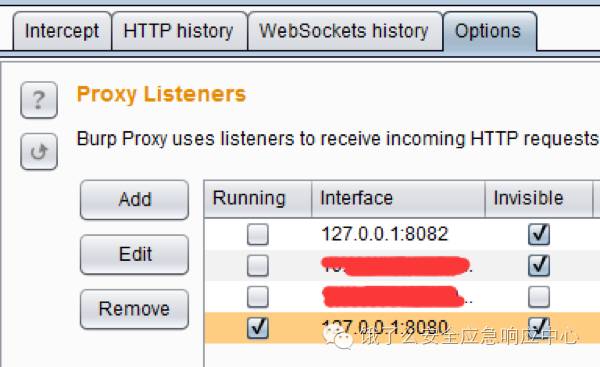 Intercept HTTP history WebSockets history Options
?
Proxy Listeners
Burp Proxy uses listeners to receive incoming HTTP requests
Add
Edit
Remove
Running Interface Invisible
127.0.0.1:8082
127.0.0.1:8080
饿了么安全应急响应中心